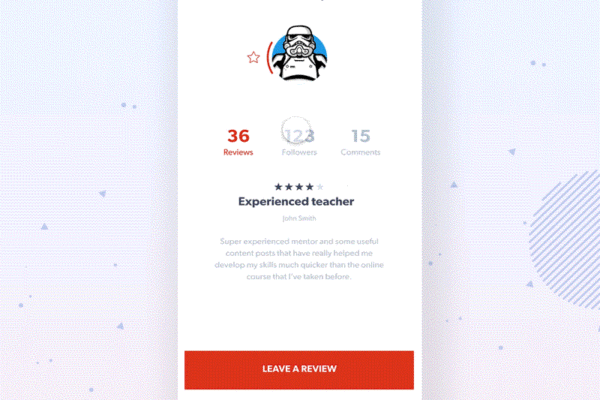 36 123 15
Reviews Followers Comments
★★★★★
Experienced teacher
John Smith
Super experienced mentor and some useful
content posts that have really helped me
develop my skills much quicker than the online
course that I've taken before.
LEAVE A REVIEW